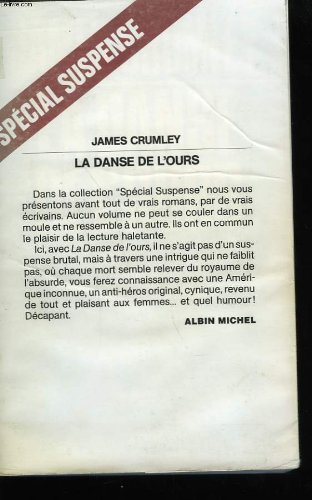 SPÉCIAL SUSPENSE
JAMES CRUMLEY
LA DANSE DE L'OURS
Dans la collection "Spécial Suspense" nous vous
présentons avant tout de vrais romans, par de vrais
écrivains. Aucun volume ne peut se couler dans un
moule et ne ressemble à un autre. Ils ont en commun
le plaisir de la lecture haletante.
Ici, avec La Danse de l'ours, il ne s'agit pas d'un sus-
pense brutal, mais à travers une intrigue qui ne faiblit
pas, où chaque mort semble relever du royaume de
l'absurde, vous ferez connaissance avec une Améri-
que inconnue, un anti-héros original, cynique, revenu
de tout et plaisant aux femmes... et quel humour!
Décapant.
ALBIN MICHEL